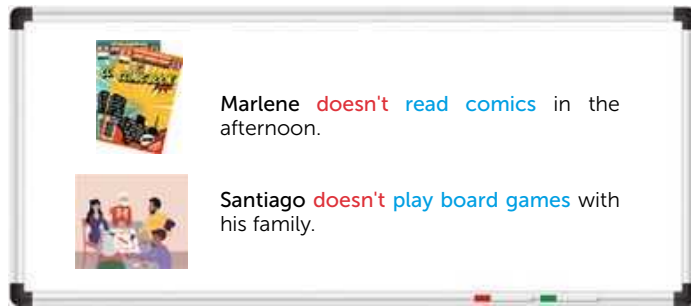 Marlene doesn't read comics in the
afternoon.
Santiago doesn't play board games with
his family.